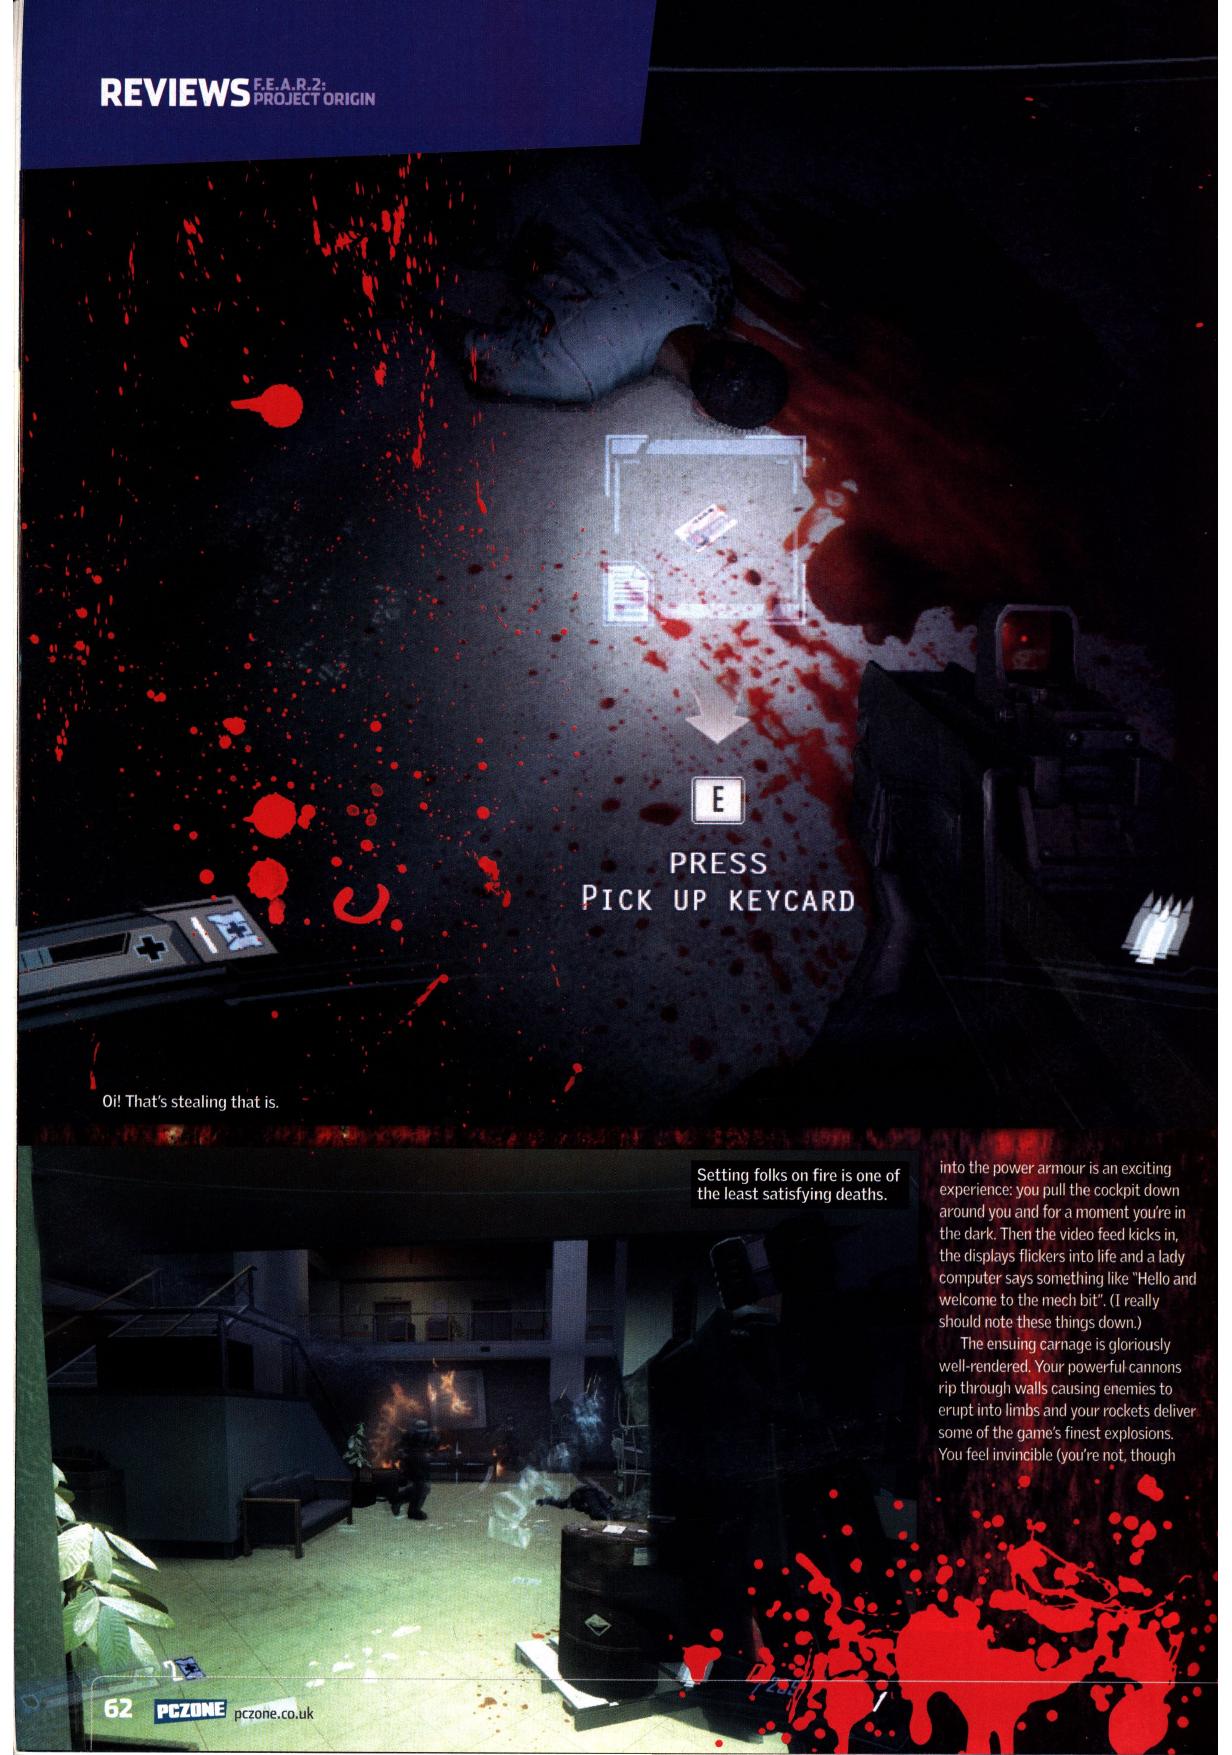 REVIEWS F.E.A.R.2:
PROJECT ORIGIN
E
PRESS
PICK UP KEYCARD
Oi! That's stealing that is.
Setting folks on fire is one of
the least satisfying deaths.
into the power armour is an exciting
experience: you pull the cockpit down
around you and for a moment you're in
the dark. Then the video feed kicks in,
the displays flickers into life and a lady
computer says something like "Hello and
welcome to the mech bit". (I really
should note these things down.)
The ensuing carnage is gloriously
well-rendered. Your powerful cannons
rip through walls causing enemies to
erupt into limbs and your rockets deliver
some of the game's finest explosions.
You feel invincible (you're not, though
62 PCZONE pczone.co.uk